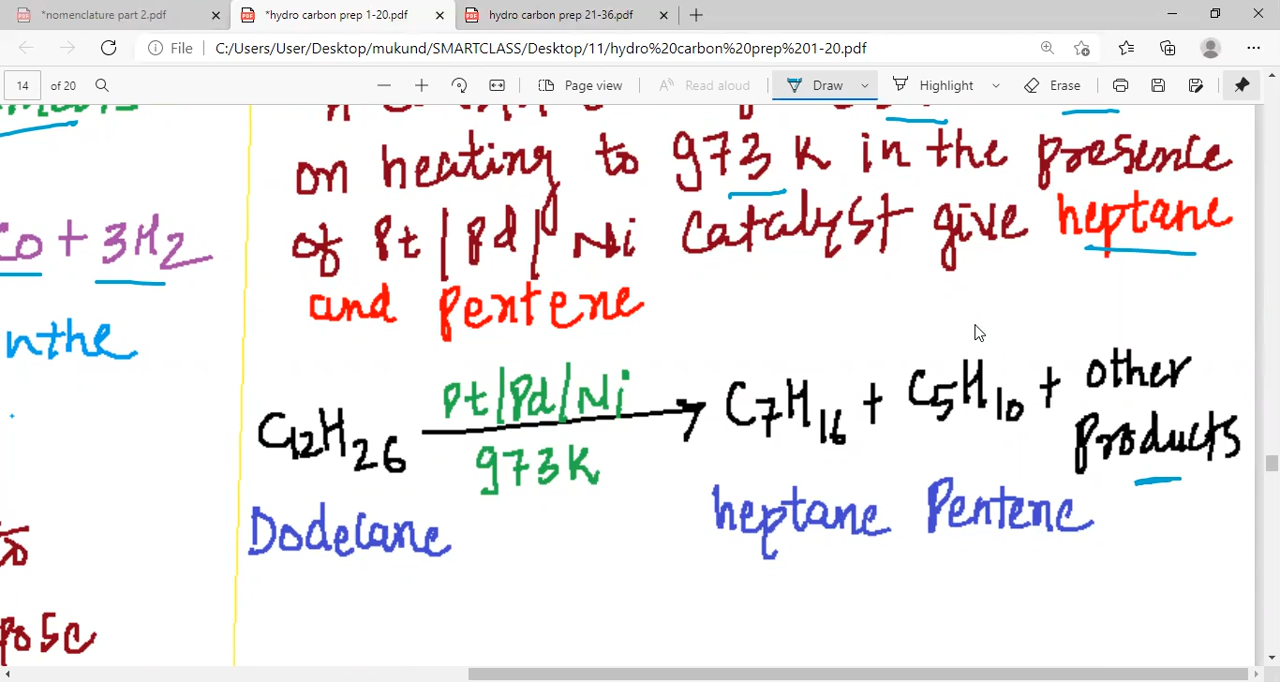 *nomenclature part 2.pdf
*hydro carbon prep 1-20.pdf
hydro carbon prep 21-36.pdf
File C:/Users/User/Desktop/mukund/SMARTCLASS/Desktop/11/hydro%20carbon%20prep%201-20.pdf
14 of 20
Page view
Read aloud
Draw
Highlight
Erase
on heating to 973 K in the presence
of Pt | pd | Ni catalyst give heptane
and Pentene
Co + 3H2
nthe
Pt|Pd|Ni
C12H26 → C7H16 + C5H10 + other
products
973K
Dodecane heptane Pentene